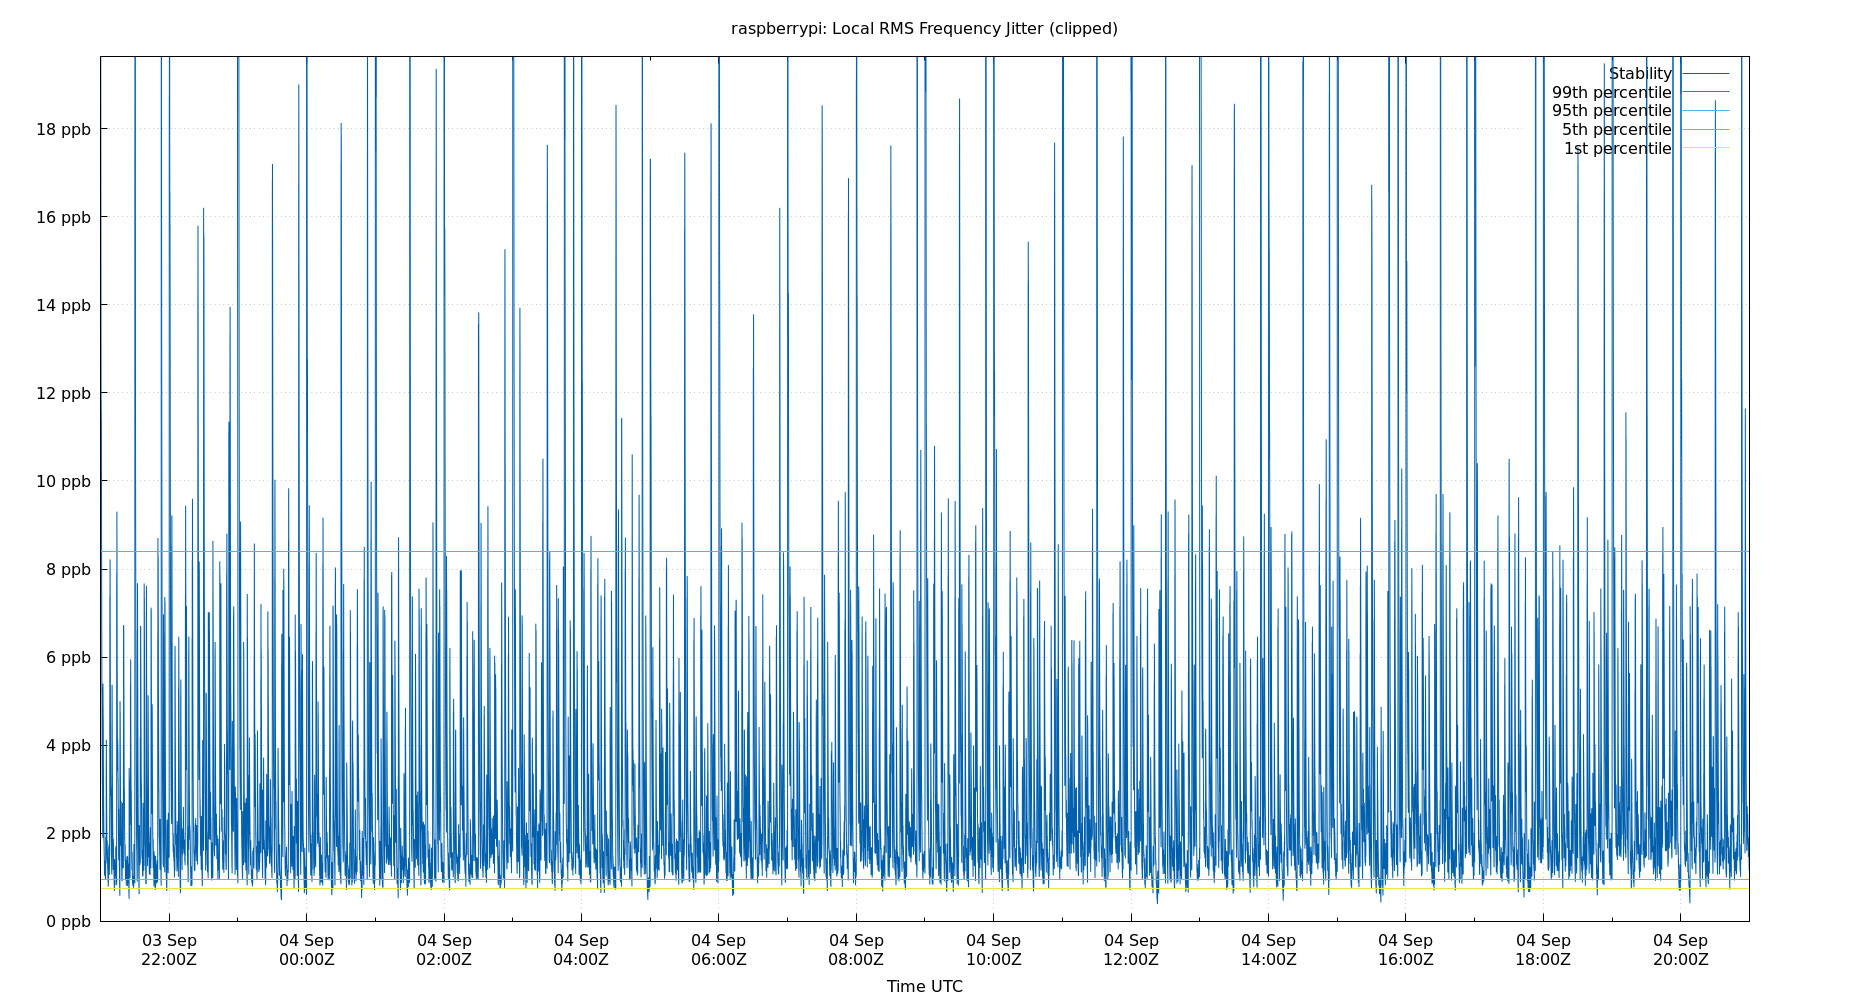 raspberrypi: Local RMS Frequency Jitter (clipped)
Stability
99th percentile
95th percentile
5th percentile
1st percentile
18 ppb
16 ppb
14 ppb
12 ppb
10 ppb
8 ppb
6 ppb
4 ppb
2 ppb
0 ppb
03 Sep 04 Sep 04 Sep 04 Sep 04 Sep 04 Sep 04 Sep 04 Sep 04 Sep 04 Sep 04 Sep 04 Sep
22:00Z 00:00Z 02:00Z 04:00Z 06:00Z 08:00Z 10:00Z 12:00Z 14:00Z 16:00Z 18:00Z 20:00Z
Time UTC